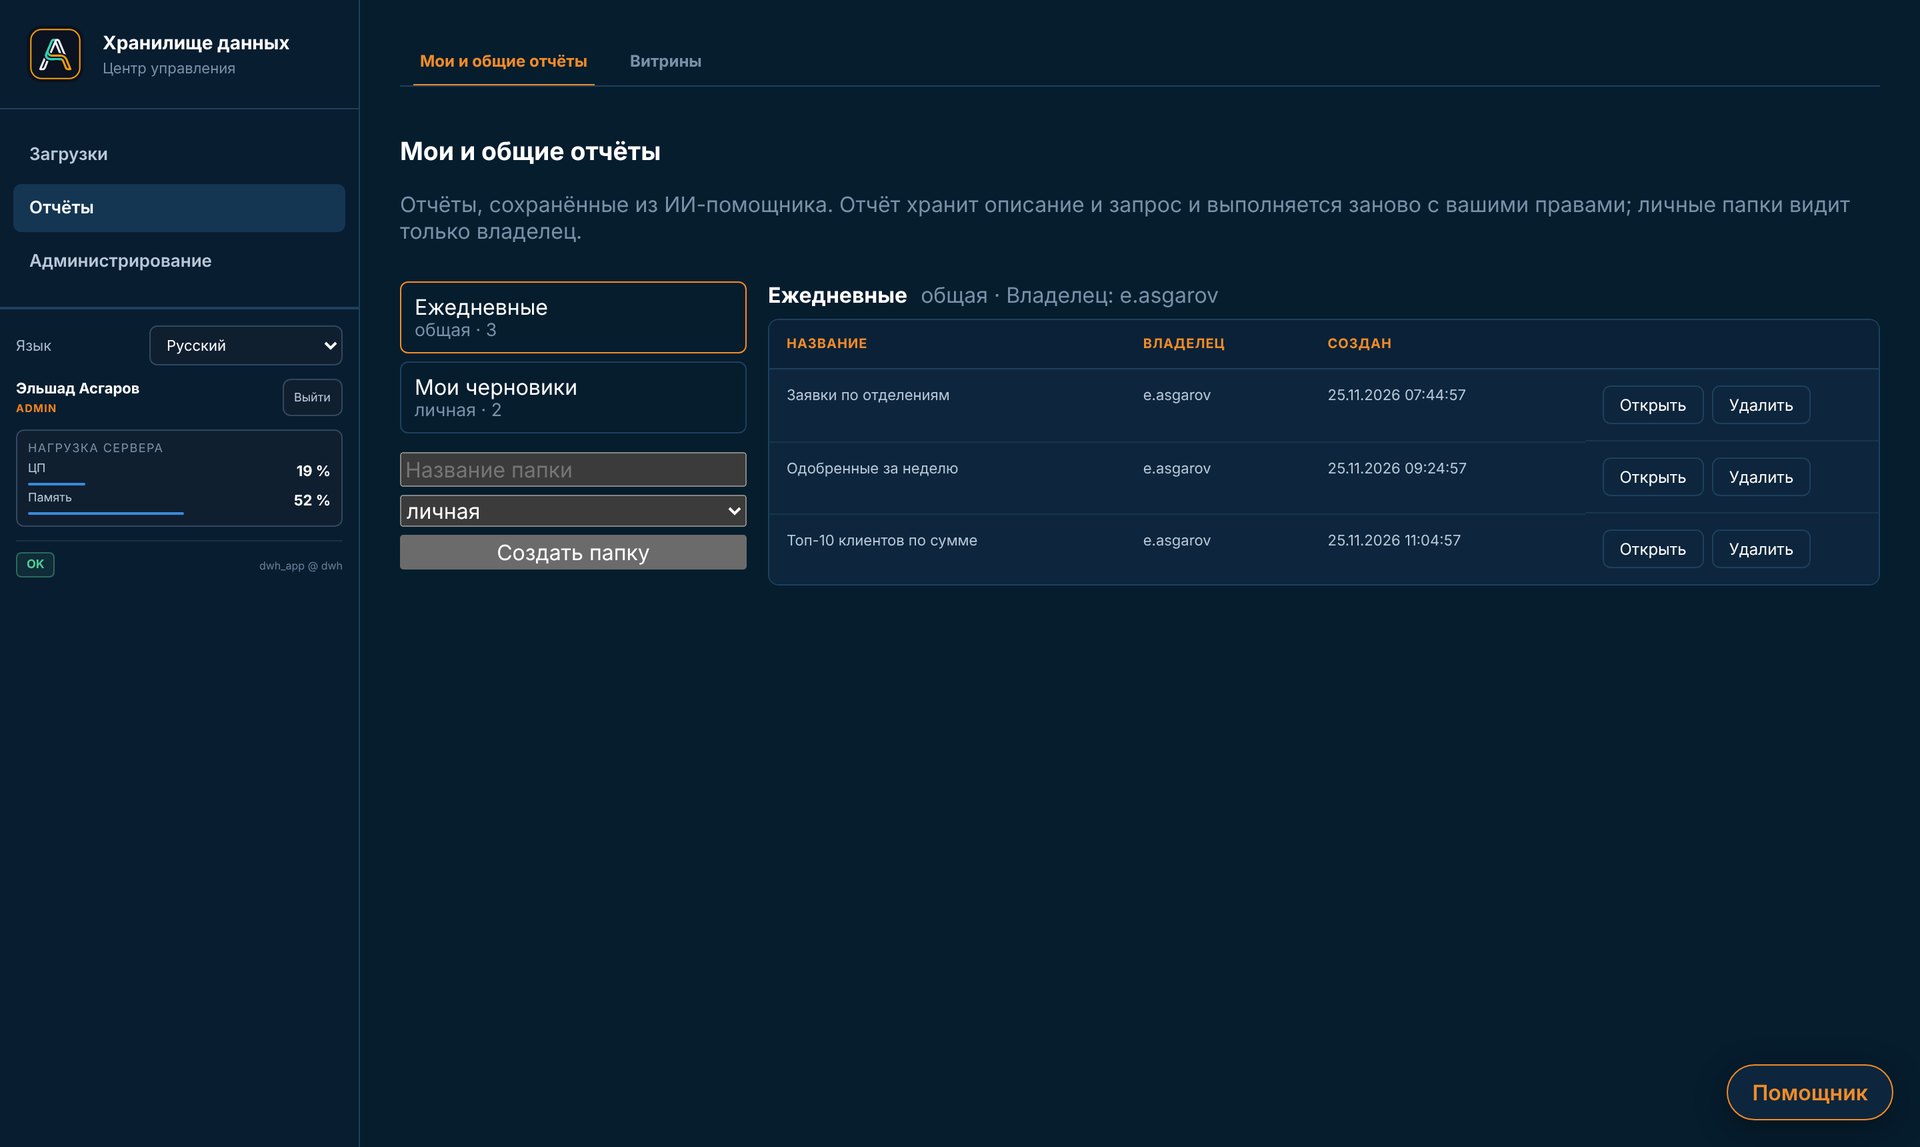 Хранилище данных
Центр управления
Загрузки
Отчёты
Администрирование
Язык
Русский
Эльшад Асгаров
ADMIN
Выйти
НАГРУЗКА СЕРВЕРА
ЦП
19 %
Память
52 %
OK
dwh_app @ dwh
Мои и общие отчёты
Витрины
Мои и общие отчёты
Отчёты, сохранённые из ИИ-помощника. Отчёт хранит описание и запрос и выполняется заново с вашими правами; личные папки видит
только владелец.
Ежедневные
общая · 3
Мои черновики
личная · 2
Название папки
личная
Создать папку
Ежедневные общая · Владелец: e.asgarov
НАЗВАНИЕ ВЛАДЕЛЕЦ СОЗДАН
Заявки по отделениям e.asgarov 25.11.2026 07:44:57 Открыть Удалить
Одобренные за неделю e.asgarov 25.11.2026 09:24:57 Открыть Удалить
Топ-10 клиентов по сумме e.asgarov 25.11.2026 11:04:57 Открыть Удалить
Помощник